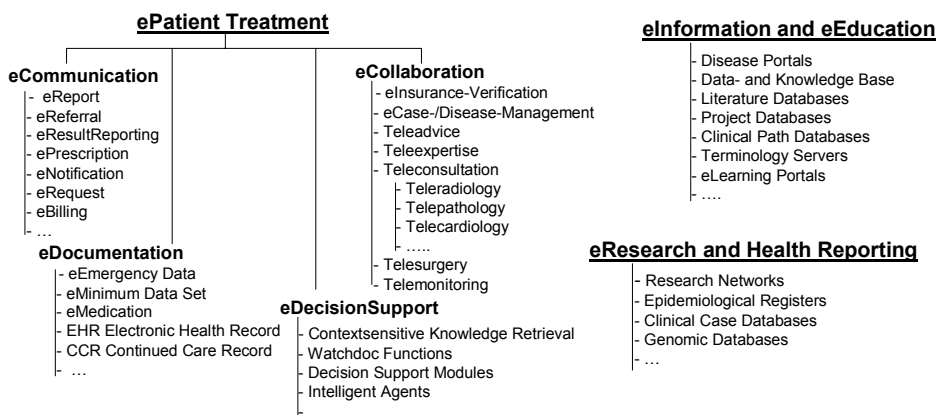 ePatient Treatment
eCommunication
- eReport
- eReferral
- eResultReporting
- ePrescription
- eNotification
- eRequest
- eBilling
- ...
eDocumentation
- eEmergency Data
- eMinimum Data Set
- eMedication
- EHR Electronic Health Record
- CCR Continued Care Record
- ...
eCollaboration
- eInsurance-Verification
- eCase-/Disease-Management
- Teleadvice
- Teleexpertise
- Teleconsultation
- Teleradiology
- Telepathology
- Telecardiology
- .....
- Telesurgery
- Telemonitoring
eDecisionSupport
- Contextsensitive Knowledge Retrieval
- Watchdoc Functions
- Decision Support Modules
- Intelligent Agents
-
eInformation and eEducation
- Disease Portals
- Data- and Knowledge Base
- Literature Databases
- Project Databases
- Clinical Path Databases
- Terminology Servers
- eLearning Portals
- ....
eResearch and Health Reporting
- Research Networks
- Epidemiological Registers
- Clinical Case Databases
- Genomic Databases
- ...